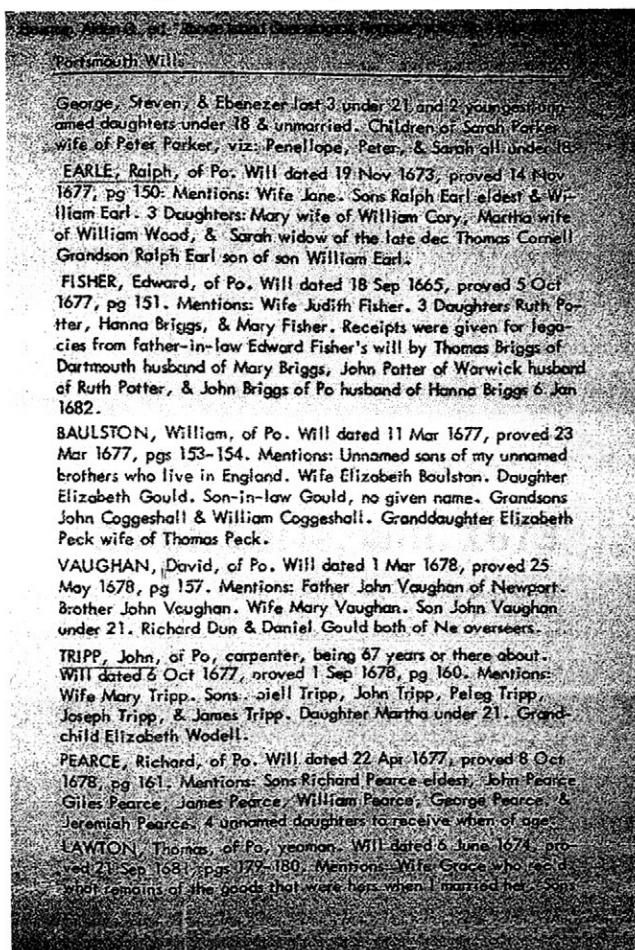 Portsmouth Wills
George, Steven, & Ebenezer last 3 under 21 and 2 youngest unn-
amed daughters under 18 & unmarried. Children of Sarah Parker
wife of Peter Parker, viz: Penellope, Peter, & Sarah all under 18.
EARLE, Ralph, of Po. Will dated 19 Nov 1673, proved 14 Nov
1677, pg 150: Mentions: Wife Jane. Sons Ralph Earl eldest & Wi-
lliam Earl. 3 Daughters: Mary wife of William Cory, Martha wife
of William Wood, & Sarah widow of the late dec Thomas Cornell
Grandson Ralph Earl son of son William Earl.
FISHER, Edward, of Po. Will dated 18 Sep 1665, proved 5 Oct
1677, pg 151. Mentions: Wife Judith Fisher. 3 Daughters Ruth Po-
tter, Hanna Briggs, & Mary Fisher. Receipts were given for lega-
cies from father-in-law Edward Fisher's will by Thomas Briggs of
Dartmouth husband of Mary Briggs, John Potter of Warwick husband
of Ruth Potter, & John Briggs of Po husband of Hanna Briggs 6 Jan
1682.
BAULSTON, William, of Po. Will dated 11 Mar 1677, proved 23
Mar 1677, pgs 153-154. Mentions: Unnamed sons of my unnamed
brothers who live in England. Wife Elizabeth Baulston. Daughter
Elizabeth Gould. Son-in-law Gould, no given name. Grandsons
John Coggeshall & William Coggeshall. Granddaughter Elizabeth
Peck wife of Thomas Peck.
VAUGHAN, David, of Po. Will dated 1 Mar 1678, proved 25
May 1678, pg 157. Mentions: Father John Vaughan of Newport.
Brother John Vaughan. Wife Mary Vaughan. Son John Vaughan
under 21. Richard Dun & Daniel Gould both of Ne overseers.
TRIPP, John, of Po, carpenter, being 67 years or there about.
Will dated 6 Oct 1677, proved 1 Sep 1678, pg 160. Mentions:
Wife Mary Tripp. Sons Tripp, John Tripp, Peleg Tripp,
Joseph Tripp, & James Tripp. Daughter Martha under 21. Grand-
child Elizabeth Wodell.
PEARCE, Richard, of Po. Will dated 22 Apr 1677, proved 8 Oct
1678, pg 161. Mentions: Sons Richard Pearce eldest, John Pearce
Giles Pearce, James Pearce, William Pearce, George Pearce, &
Jeremiah Pearce. 4 unnamed daughters to receive when of age.
LAWTON, Thomas, of Po, yeoman. Will dated 6 June 1674, pro-
ved 21 Sep 1681, pgs 179-180. Mentions: Wife Grace who rec'd
what remains of the goods that were hers when I married her. Sons